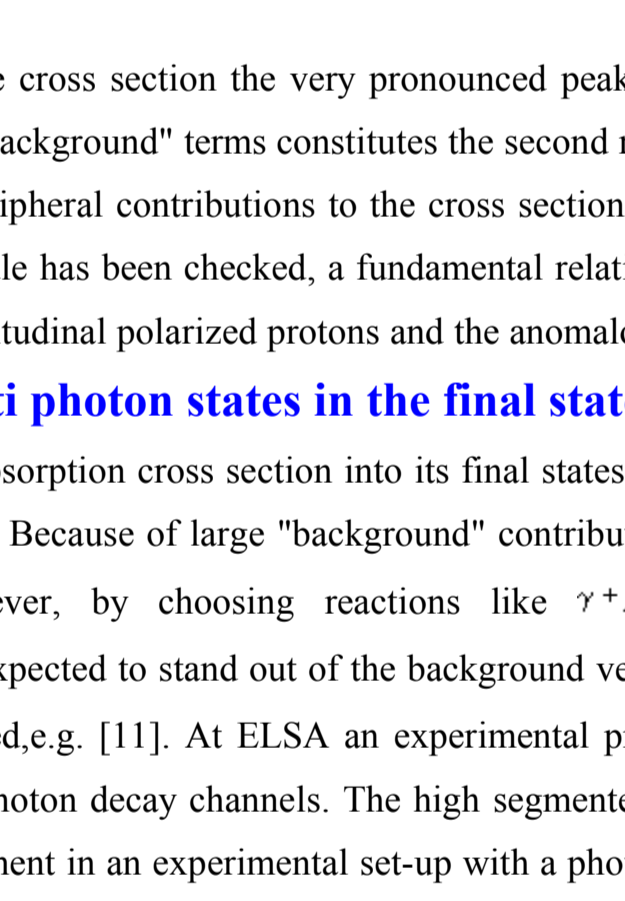 cross section the very pronounced peak
ackground" terms constitutes the second
ipheral contributions to the cross section
le has been checked, a fundamental relat
tudinal polarized protons and the anomal
ti photon states in the final stat
sorption cross section into its final states
Because of large "background" contribu
ever, by choosing reactions like γ +
xpected to stand out of the background ve
d,e.g. [11]. At ELSA an experimental p
hoton decay channels. The high segmente
nent in an experimental set-up with a pho